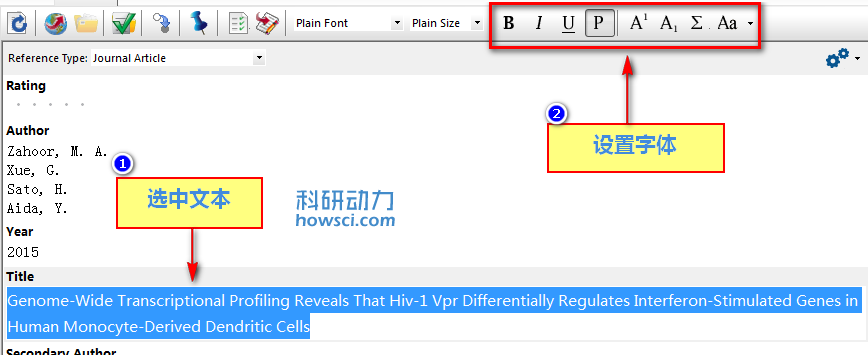 Plain Font Plain Size B I U P A¹ A₁ Σ Aa
Reference Type: Journal Article
Rating
Author
Zahoor, M. A.
Xue, G.
Sato, H.
Aida, Y.
1
选中文本
2
设置字体
科研动力
howsci.com
Year
2015
Title
Genome-Wide Transcriptional Profiling Reveals That Hiv-1 Vpr Differentially Regulates Interferon-Stimulated Genes in
Human Monocyte-Derived Dendritic Cells
Secondary Author